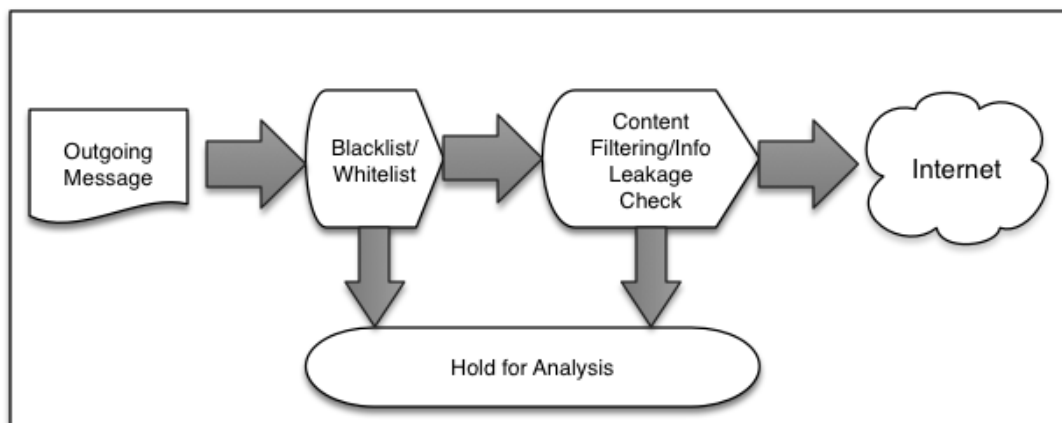 Outgoing
Message
Blacklist/
Whitelist
Content
Filtering/Info
Leakage
Check
Internet
Hold for Analysis